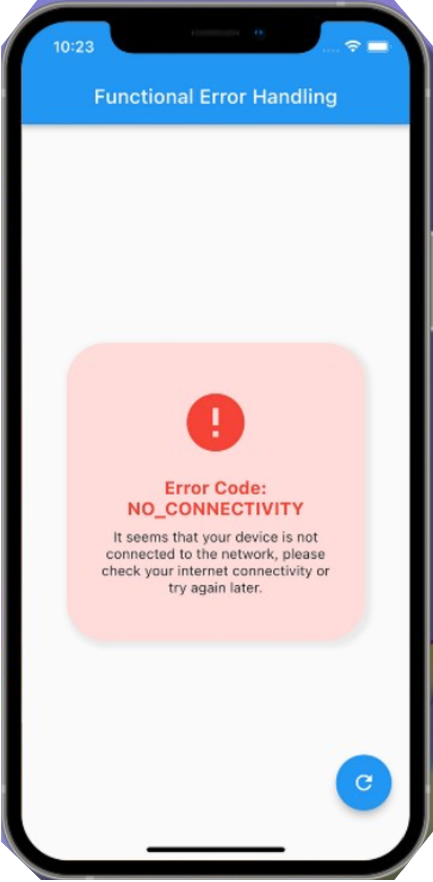 10:23
Functional Error Handling
Error Code:
NO_CONNECTIVITY
It seems that your device is not
connected to the network, please
check your internet connectivity or
try again later.